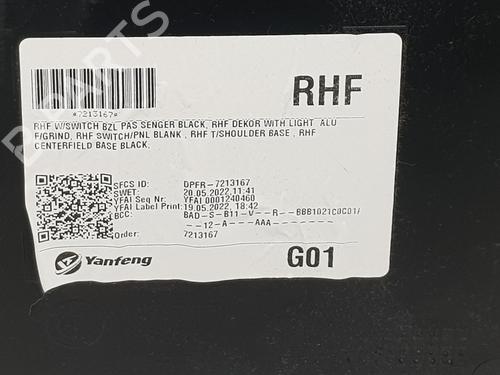 *7213167*
RHF
RHF W/SWITCH BZL PAS SENGER BLACK, RHF DEKOR WITH LIGHT ALU
F/GRIND, RHF SWITCH/PNL BLANK , RHF T/SHOULDER BASE , RHF
CENTERFIELD BASE BLACK,
SFCS ID: DPFR-7213167
SWET: 20.05.2022,11:41
YFAI Seq Nr: YFAI 0001240460
YFAI Label Print: 19.05.2022, 18:42
BCC: BAD-S-B11-V--R--BBB1021C0C01/
--12-A---AAA-------
Order: 7213167
Yanfeng
G01